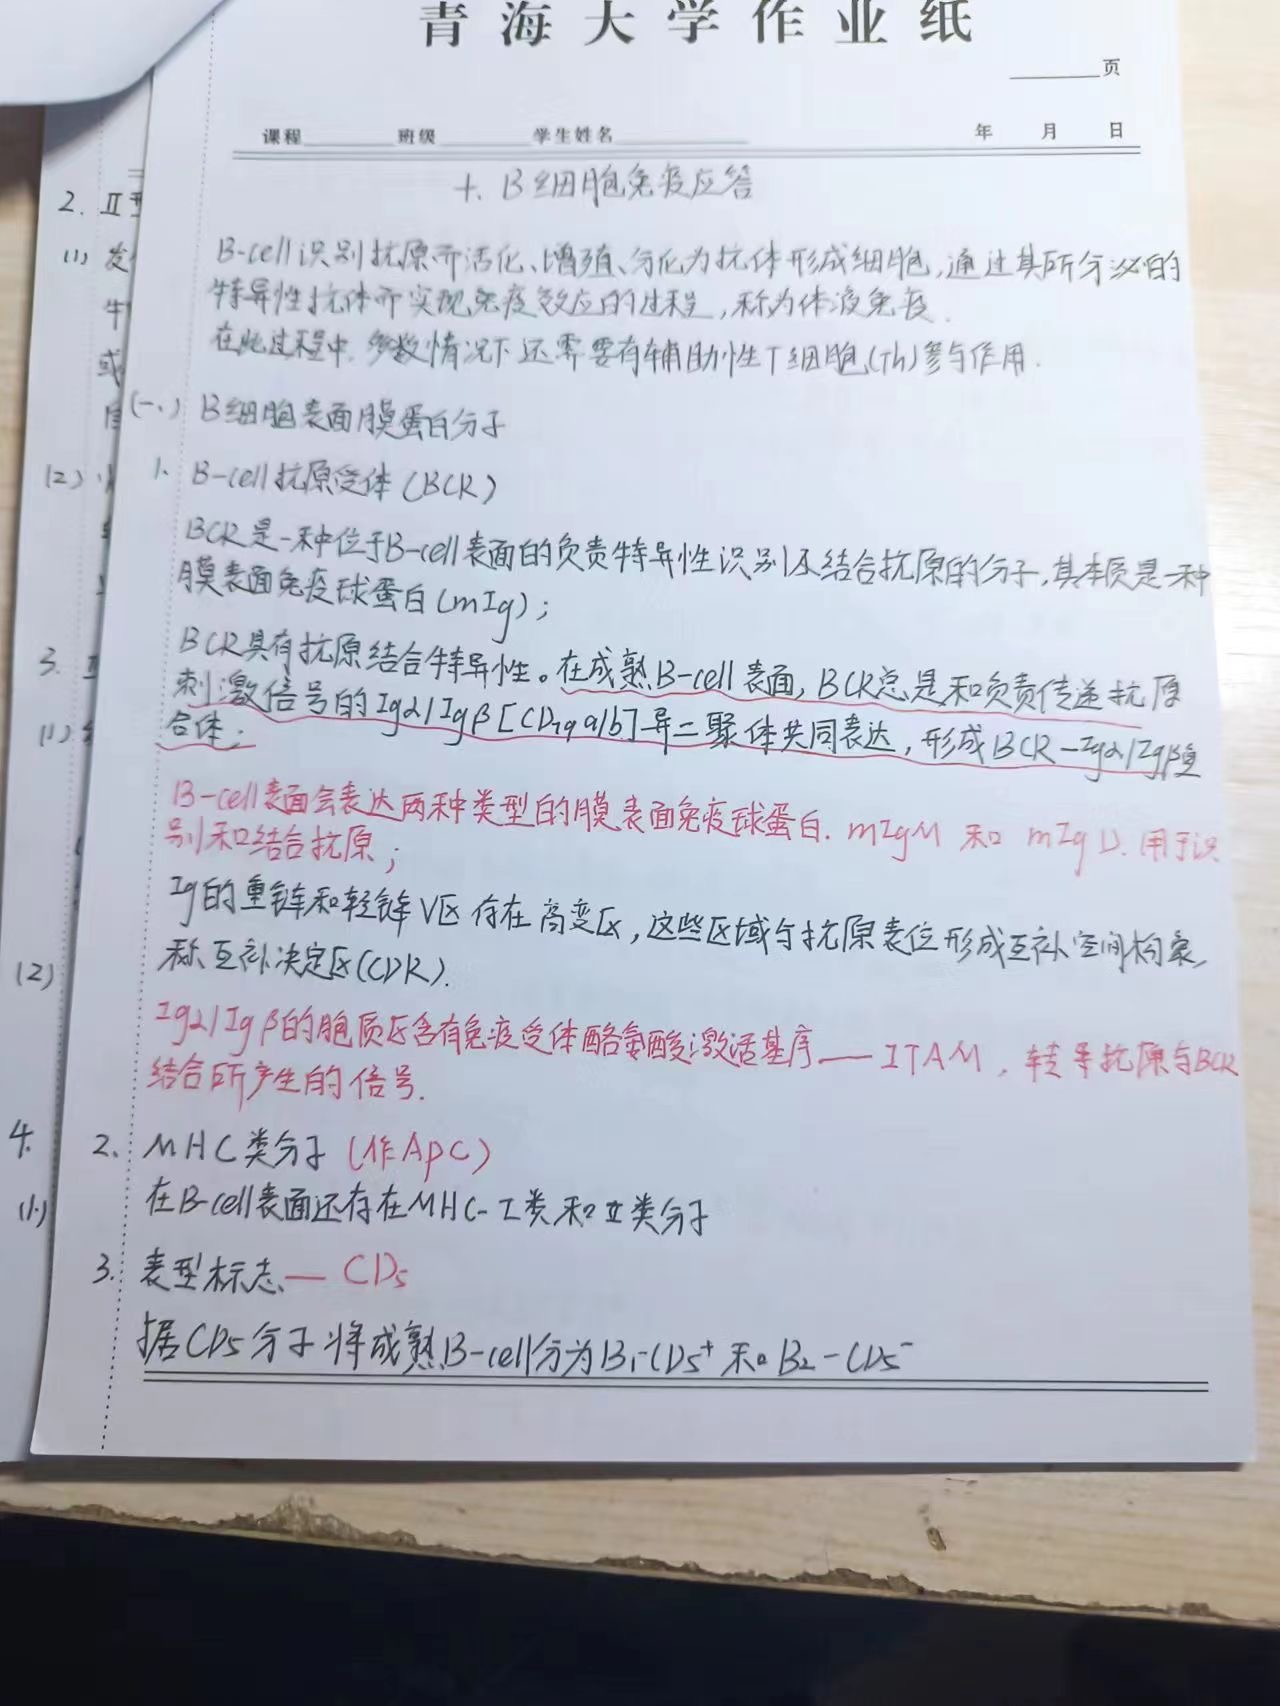 青海大学作业纸
页
课程 班级 学生姓名 年 月 日
十、B细胞免疫应答
B-cell识别抗原而活化、增殖、分化为抗体形成细胞,通过其所分泌的
特异性抗体而实现免疫效应的过程,称为体液免疫.
在此过程中,多数情况下还需要有辅助性T细胞(Th)参与作用.
(一、) B细胞表面膜蛋白分子
1. B-cell抗原受体(BCR)
BCR是一种位于B-cell表面的负责特异性识别及结合抗原的分子,其本质是一种
膜表面免疫球蛋白(mIg);
BCR具有抗原结合特异性。在成熟B-cell表面,BCR总是和负责传递抗原
刺激信号的Igα/Igβ[CD79a/b]异二聚体共同表达,形成BCR-Igα/Igβ复
合体;
B-cell表面会表达两种类型的膜表面免疫球蛋白.mIgM 和 mIgD.用于识
别和结合抗原;
Ig的重链和轻链V区存在高变区,这些区域与抗原表位形成互补空间构象,
称互补决定区(CDR).
Igα/Igβ的胞质区含有免疫受体酪氨酸激活基序——ITAM,转导抗原与BCR
结合所产生的信号.
2. MHC类分子(作APC)
在B-cell表面还存在MHC-I类和II类分子
3. 表型标志—CD5
据CD5分子将成熟B-cell分为B1-CD5⁺和B2-CD5⁻
2. II型
(1) 发
牛
或
(2)
3.
(1)
(2)
4.
(1)